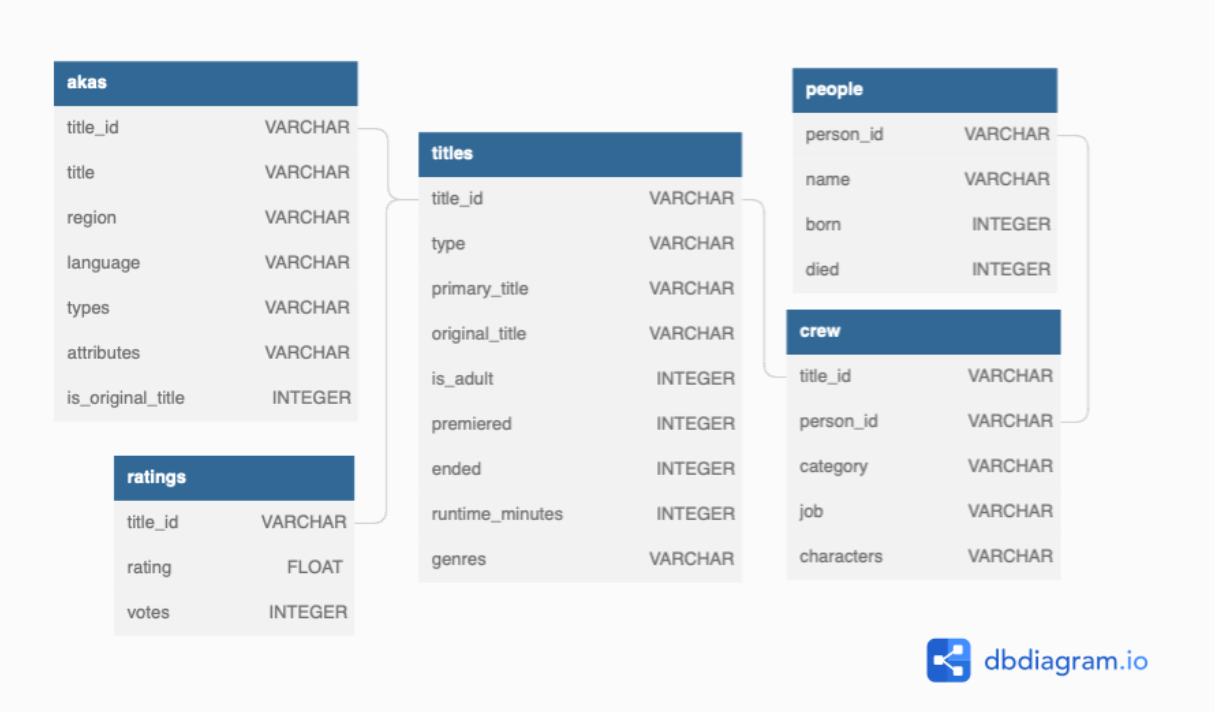 akas
title_id VARCHAR
title VARCHAR
region VARCHAR
language VARCHAR
types VARCHAR
attributes VARCHAR
is_original_title INTEGER
ratings
title_id VARCHAR
rating FLOAT
votes INTEGER
titles
title_id VARCHAR
type VARCHAR
primary_title VARCHAR
original_title VARCHAR
is_adult INTEGER
premiered INTEGER
ended INTEGER
runtime_minutes INTEGER
genres VARCHAR
people
person_id VARCHAR
name VARCHAR
born INTEGER
died INTEGER
crew
title_id VARCHAR
person_id VARCHAR
category VARCHAR
job VARCHAR
characters VARCHAR
dbdiagram.io